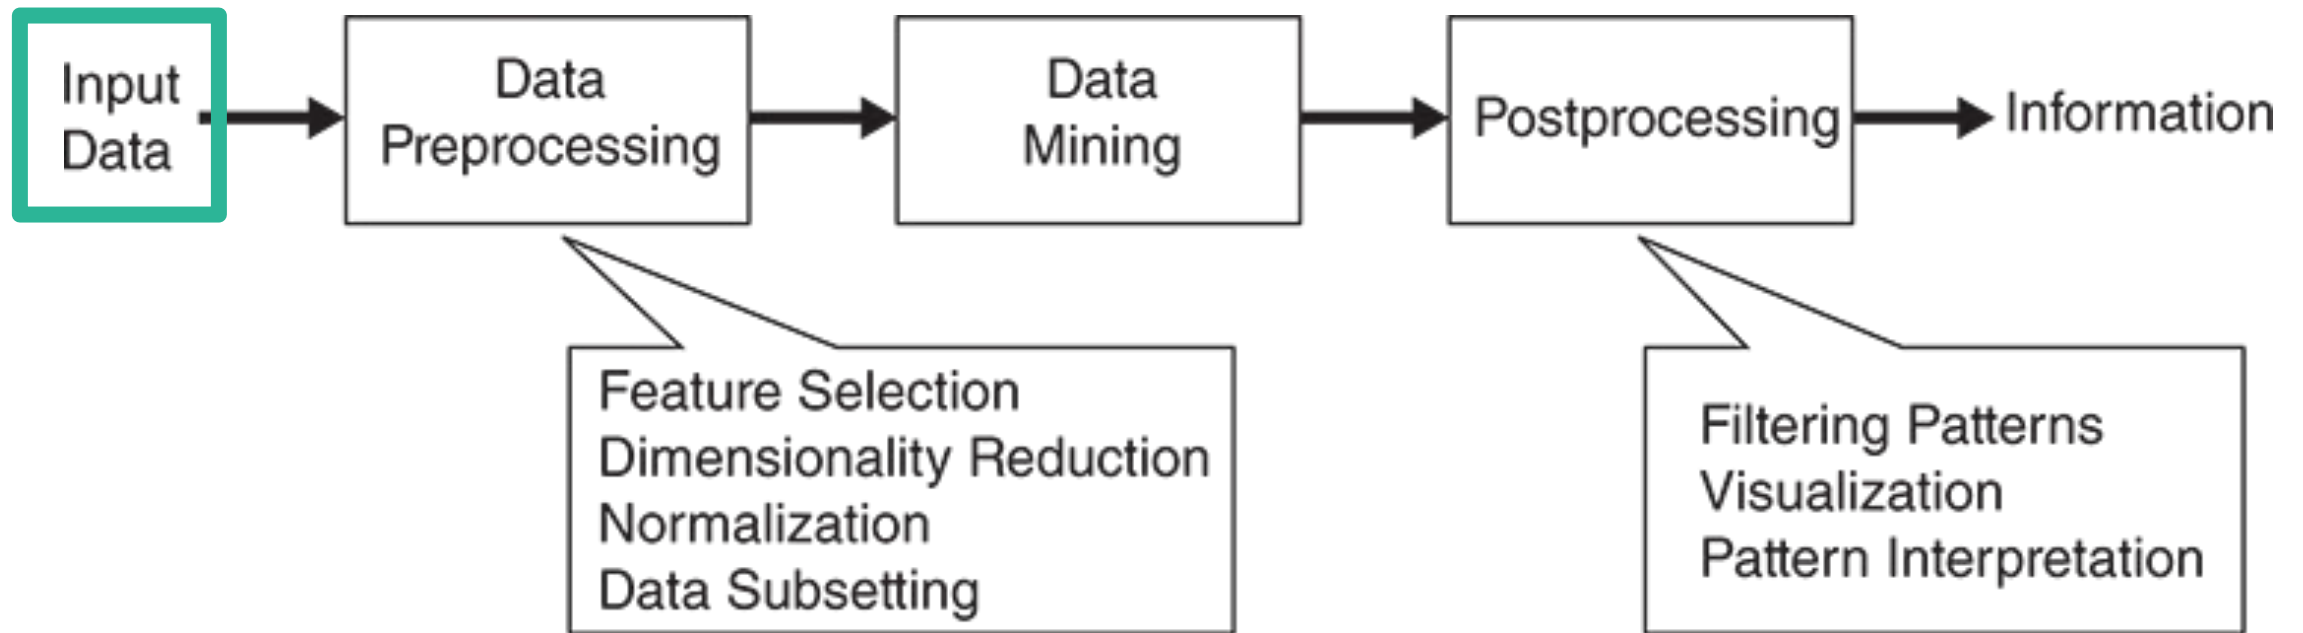 Input
Data
Data
Preprocessing
Data
Mining
Postprocessing
Information
Feature Selection
Dimensionality Reduction
Normalization
Data Subsetting
Filtering Patterns
Visualization
Pattern Interpretation